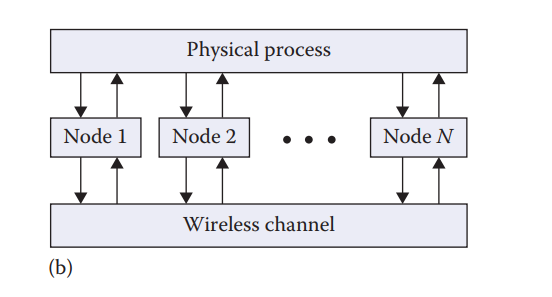 Physical process
Node 1 Node 2 • • • Node N
Wireless channel
(b)